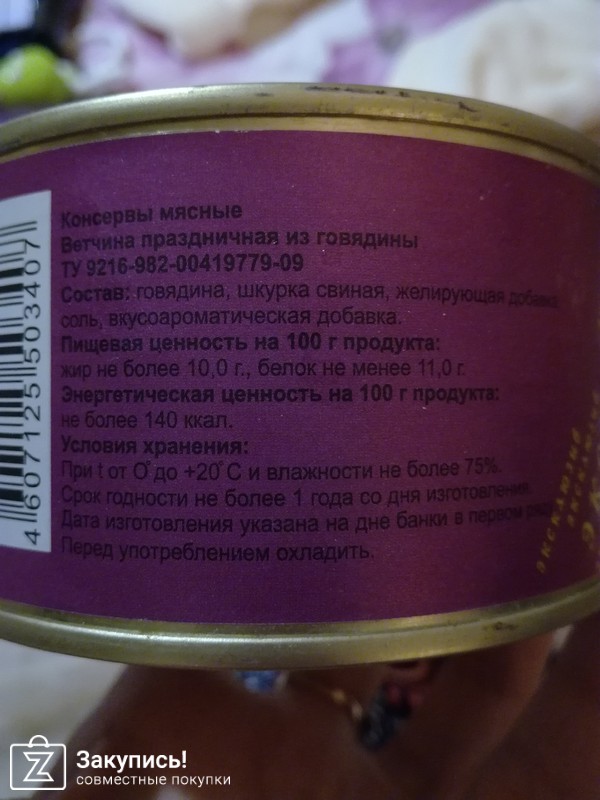 Консервы мясные
Ветчина праздничная из говядины
ТУ 9216-982-00419779-09
Состав: говядина, шкурка свиная, желирующая добавка
соль, вкусоароматическая добавка.
Пищевая ценность на 100 г продукта:
жир не более 10,0 г., белок не менее 11,0 г.
Энергетическая ценность на 100 г продукта:
не более 140 ккал.
Условия хранения:
При t от 0° до +20°С и влажности не более 75%.
Срок годности не более 1 года со дня изготовления
Дата изготовления указана на дне банки в первом
Перед употреблением охладить.
4 607125 503407
Закупись!
совместные покупки